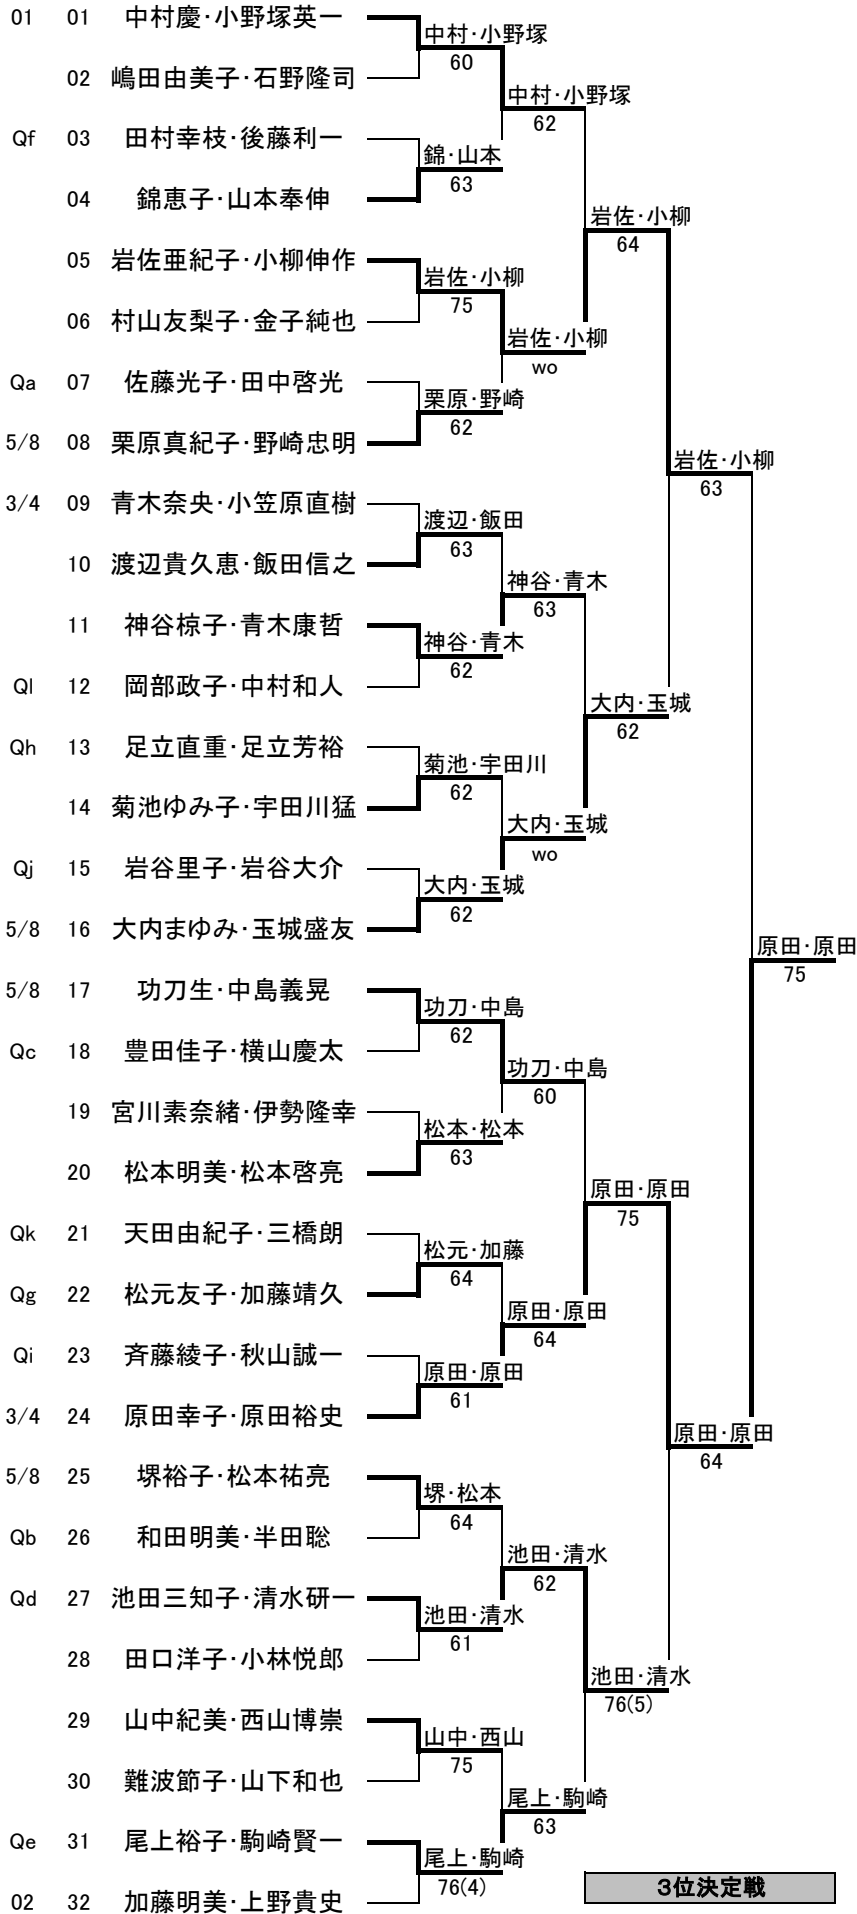 01 01 中村慶･小野塚英一
中村･小野塚
60
02 嶋田由美子･石野隆司
中村･小野塚
62
Qf 03 田村幸枝･後藤利一
錦･山本
63
04 錦恵子･山本奉伸
岩佐･小柳
64
05 岩佐亜紀子･小柳伸作
岩佐･小柳
75
06 村山友梨子･金子純也
岩佐･小柳
wo
Qa 07 佐藤光子･田中啓光
栗原･野崎
62
5/8 08 栗原真紀子･野崎忠明
岩佐･小柳
63
3/4 09 青木奈央･小笠原直樹
渡辺･飯田
63
10 渡辺貴久恵･飯田信之
神谷･青木
63
11 神谷椋子･青木康哲
神谷･青木
62
Ql 12 岡部政子･中村和人
大内･玉城
62
Qh 13 足立直重･足立芳裕
菊池･宇田川
62
14 菊池ゆみ子･宇田川猛
大内･玉城
wo
Qj 15 岩谷里子･岩谷大介
大内･玉城
62
5/8 16 大内まゆみ･玉城盛友
原田･原田
75
5/8 17 功刀生･中島義晃
功刀･中島
62
Qc 18 豊田佳子･横山慶太
功刀･中島
60
19 宮川素奈緒･伊勢隆幸
松本･松本
63
20 松本明美･松本啓亮
原田･原田
75
Qk 21 天田由紀子･三橋朗
松元･加藤
64
Qg 22 松元友子･加藤靖久
原田･原田
64
Qi 23 斉藤綾子･秋山誠一
原田･原田
61
3/4 24 原田幸子･原田裕史
原田･原田
64
5/8 25 堺裕子･松本祐亮
堺･松本
64
Qb 26 和田明美･半田聡
池田･清水
62
Qd 27 池田三知子･清水研一
池田･清水
61
28 田口洋子･小林悦郎
池田･清水
76(5)
29 山中紀美･西山博崇
山中･西山
75
30 難波節子･山下和也
尾上･駒崎
63
Qe 31 尾上裕子･駒崎賢一
尾上･駒崎
76(4)
02 32 加藤明美･上野貴史
3位決定戦